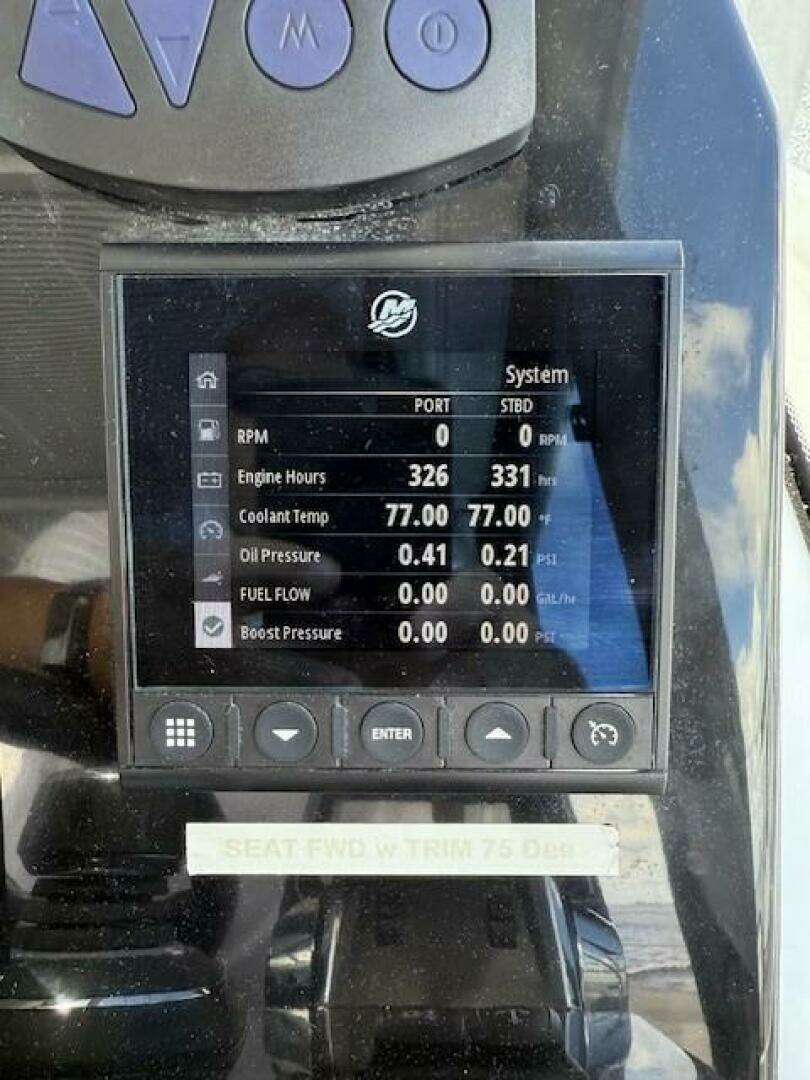 System
PORT STBD
RPM 0 0 RPM
Engine Hours 326 331 hrs
Coolant Temp 77.00 77.00 °F
Oil Pressure 0.41 0.21 PSI
FUEL FLOW 0.00 0.00 GAL/hr
Boost Pressure 0.00 0.00 PSI
ENTER
SEAT FWD w TRIM 75 Deg